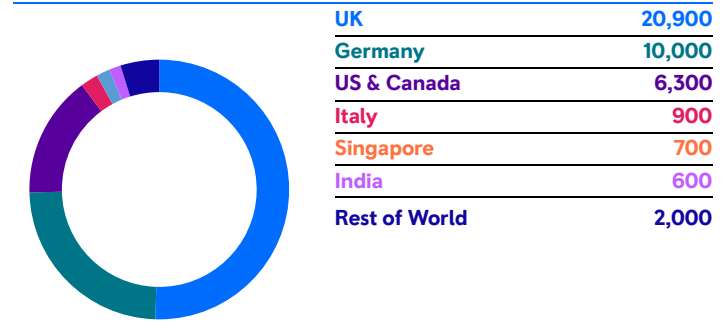 UK 20,900
Germany 10,000
US & Canada 6,300
Italy 900
Singapore 700
India 600
Rest of World 2,000